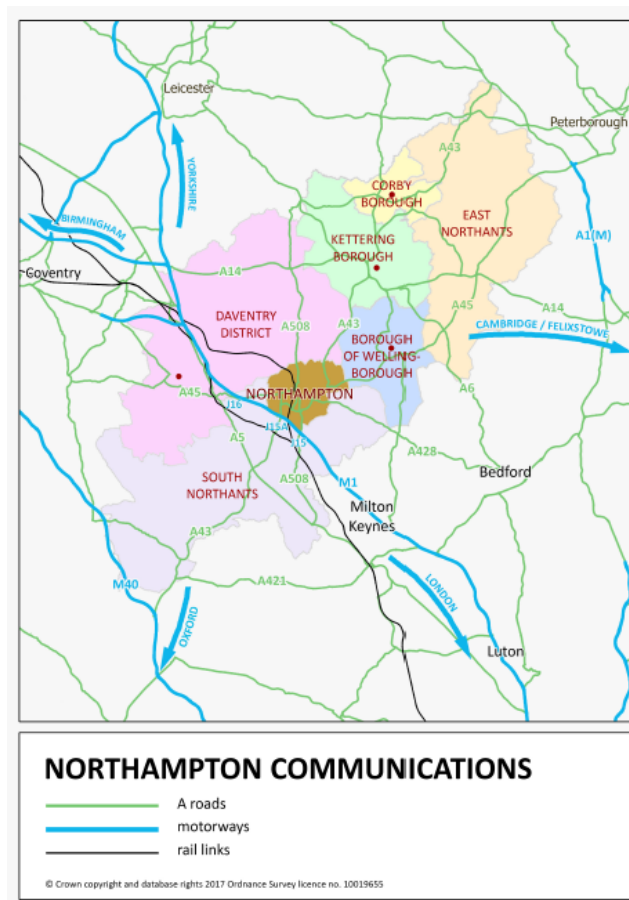 Leicester
Peterborough
A43
YORKSHIRE
CORBY
BOROUGH
EAST
NORTHANTS
BIRMINGHAM
KETTERING
BOROUGH
A1(M)
Coventry
A14
A45
A14
DAVENTRY
DISTRICT
A508
A43
CAMBRIDGE / FELIXSTOWE
BOROUGH
OF WELLING-
BOROUGH
A45
NORTHAMPTON
A6
J16
J15A
J15
A5
A428
SOUTH
NORTHANTS
A508
M1
Bedford
Milton
Keynes
A43
M40
A421
LONDON
OXFORD
Luton
NORTHAMPTON COMMUNICATIONS
A roads
motorways
rail links
© Crown copyright and database rights 2017 Ordnance Survey licence no. 10019655